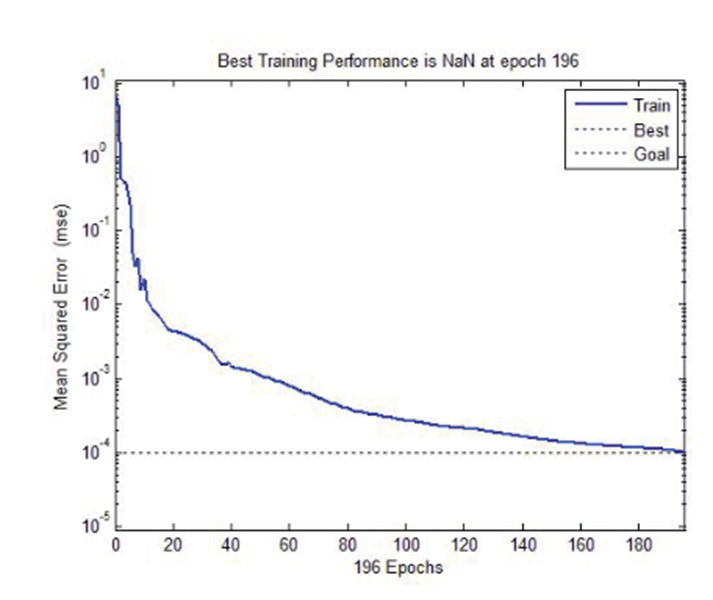 Best Training Performance is NaN at epoch 196
Train
Best
Goal
Mean Squared Error (mse)
10^1
10^0
10^-1
10^-2
10^-3
10^-4
10^-5
0 20 40 60 80 100 120 140 160 180
196 Epochs